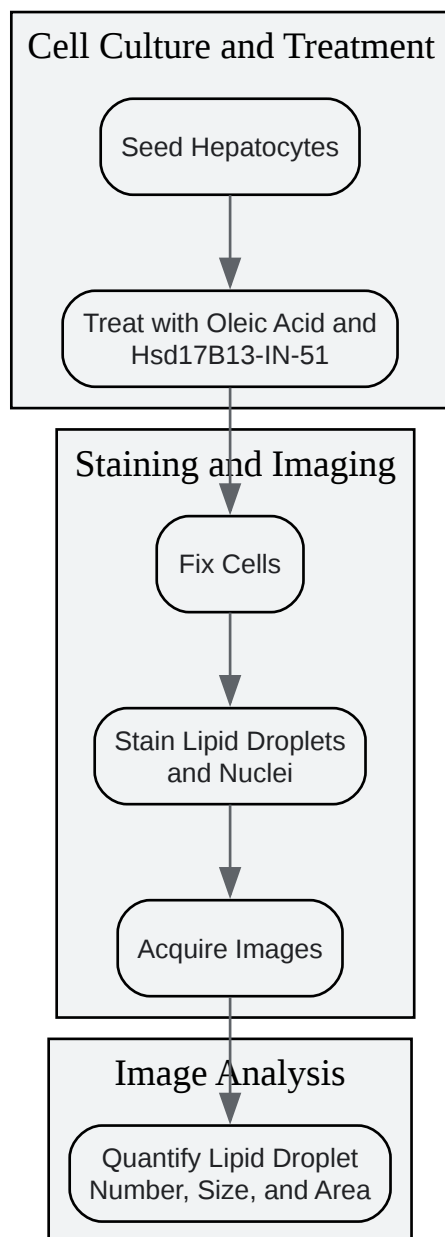 Cell Culture and Treatment
Seed Hepatocytes
Treat with Oleic Acid and
Hsd17B13-IN-51
Staining and Imaging
Fix Cells
Stain Lipid Droplets
and Nuclei
Acquire Images
Image Analysis
Quantify Lipid Droplet
Number, Size, and Area